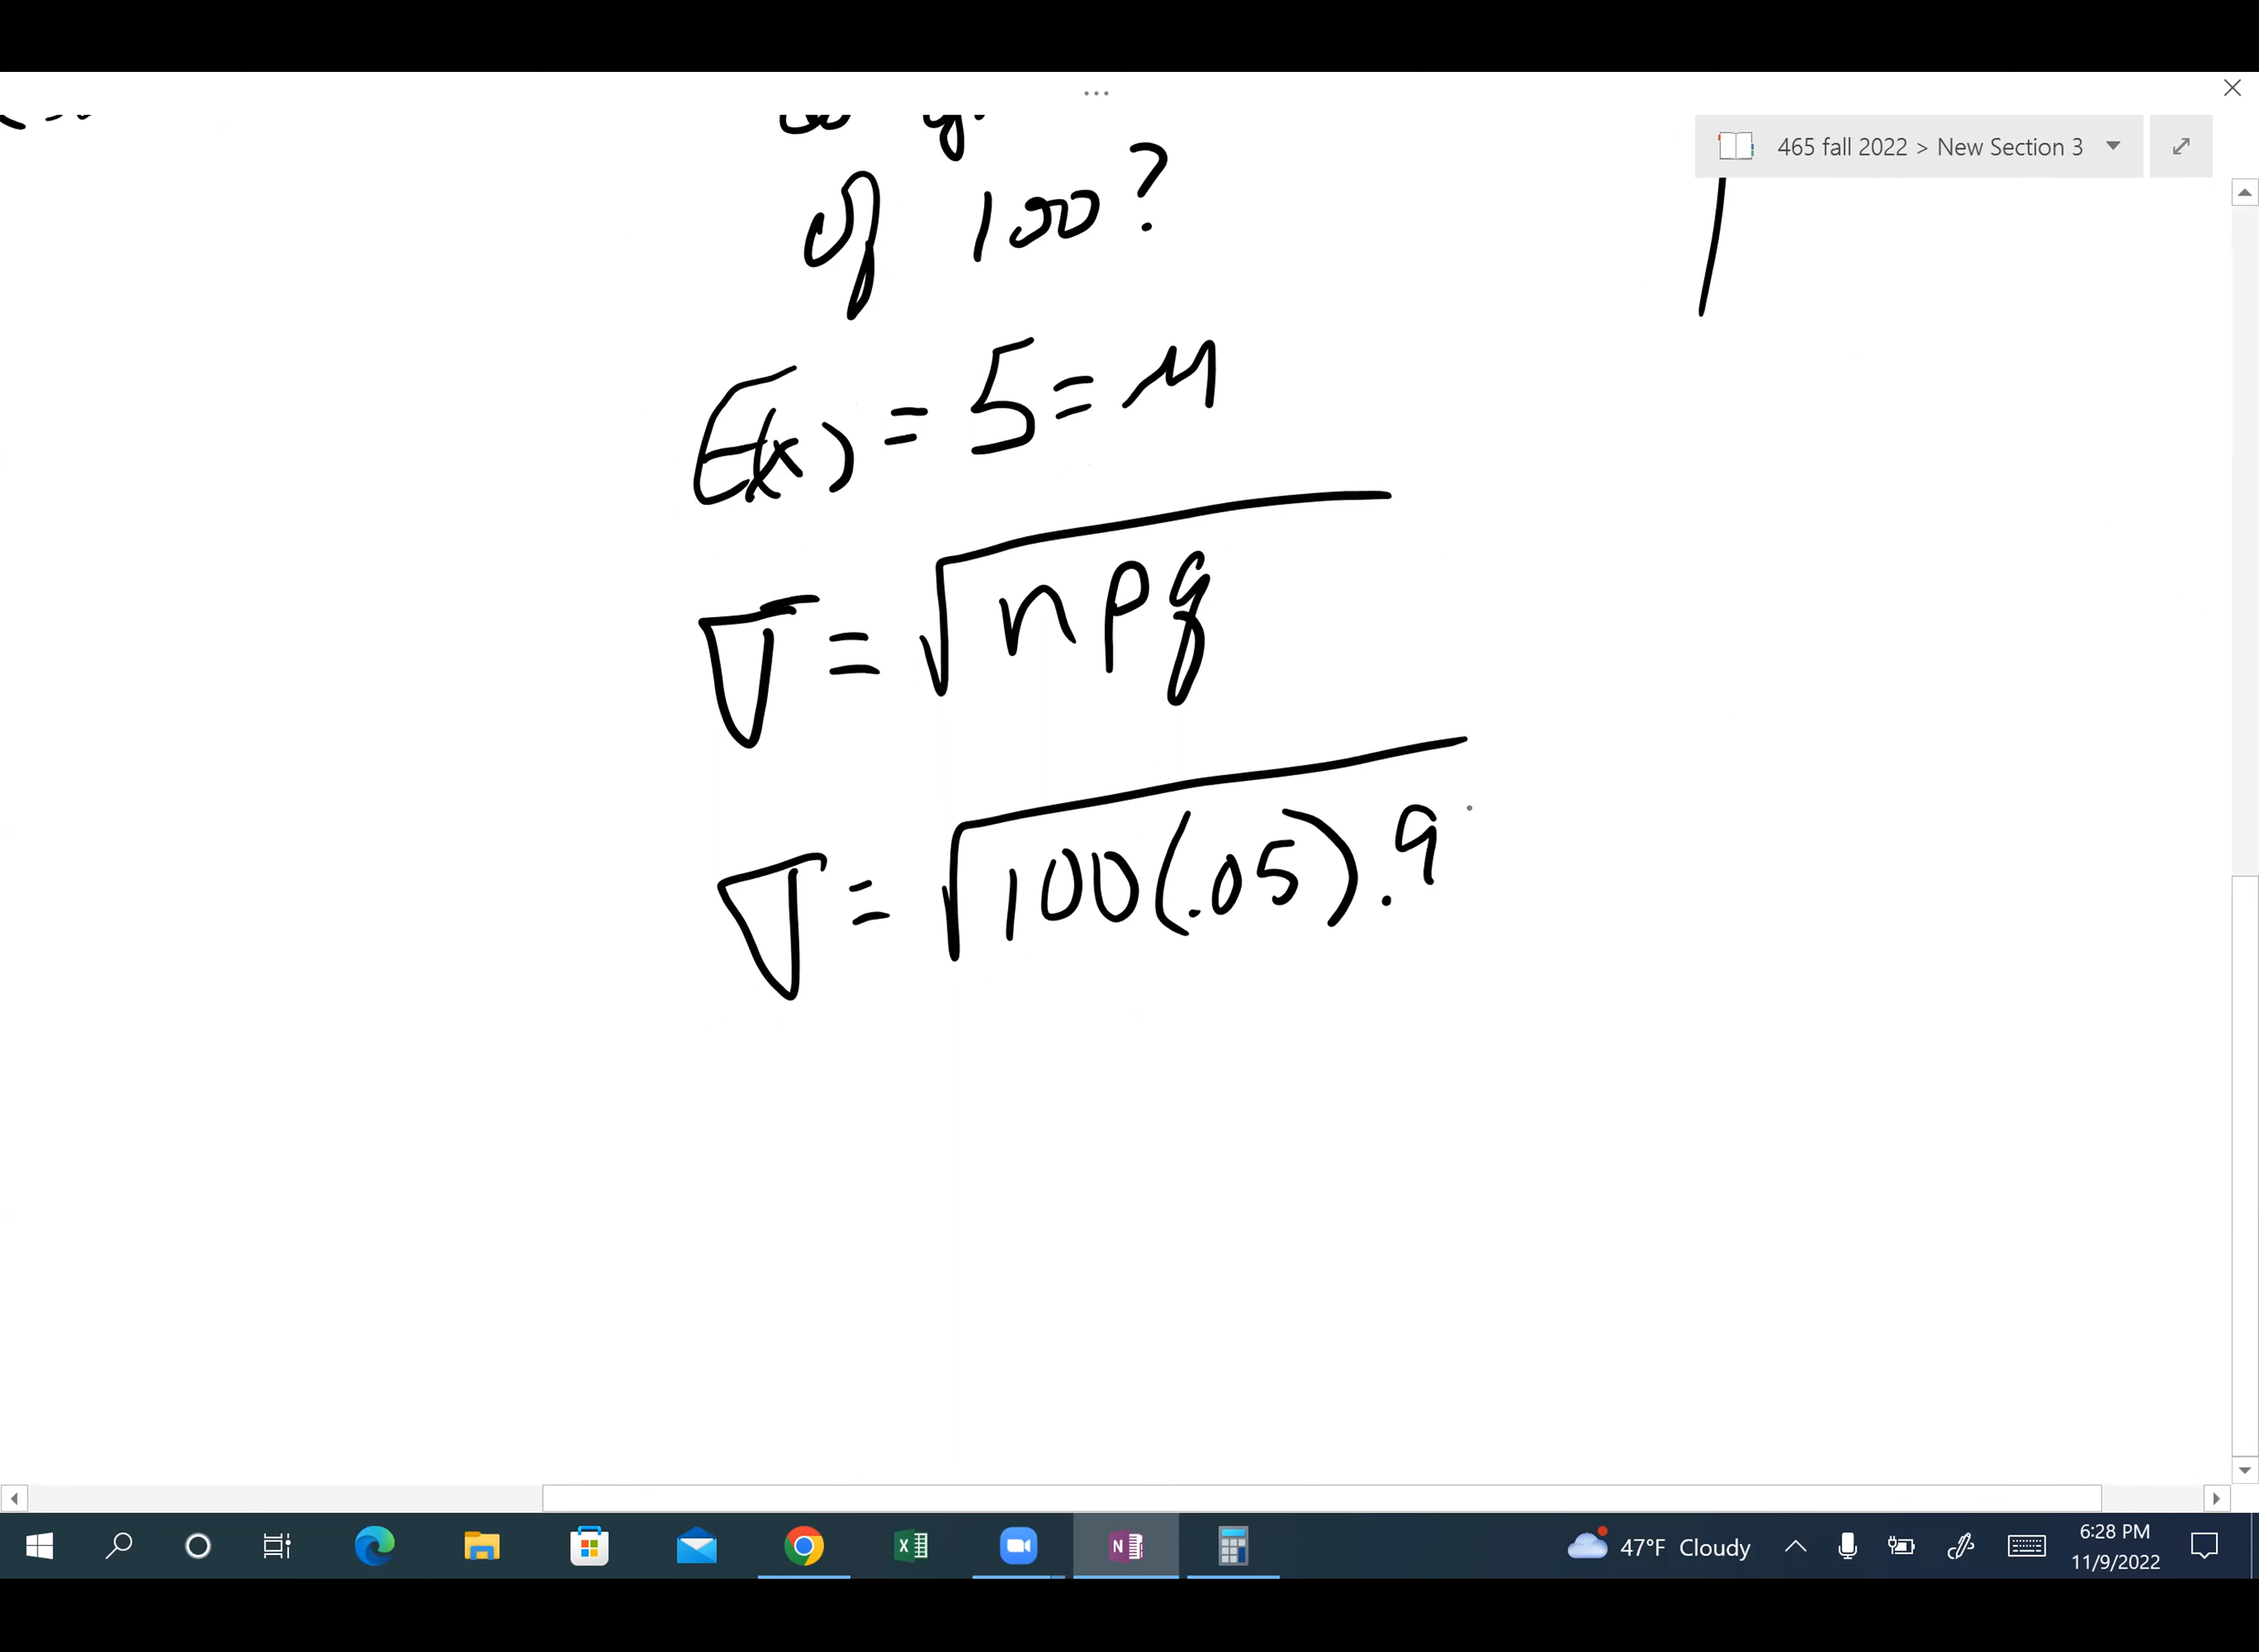 465 fall 2022 > New Section 3
of 100?
E(x) = 5 = μ
σ = √npq
σ = √100(.05).9
47°F Cloudy
6:28 PM
11/9/2022